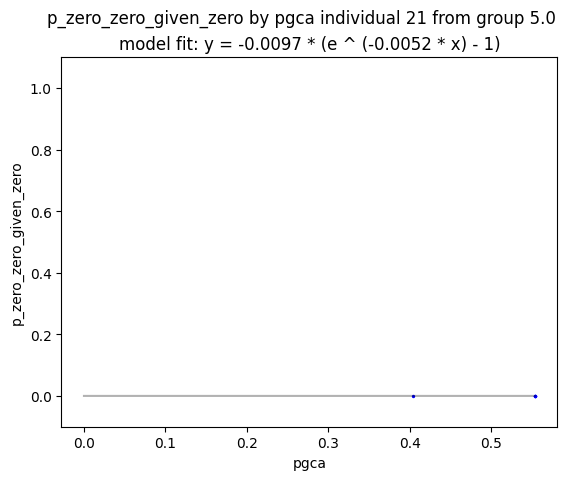 p_zero_zero_given_zero by pgca individual 21 from group 5.0
model fit: y = -0.0097 * (e ^ (-0.0052 * x) - 1)
1.0
0.8
0.6
0.4
0.2
0.0
p_zero_zero_given_zero
0.0 0.1 0.2 0.3 0.4 0.5
pgca